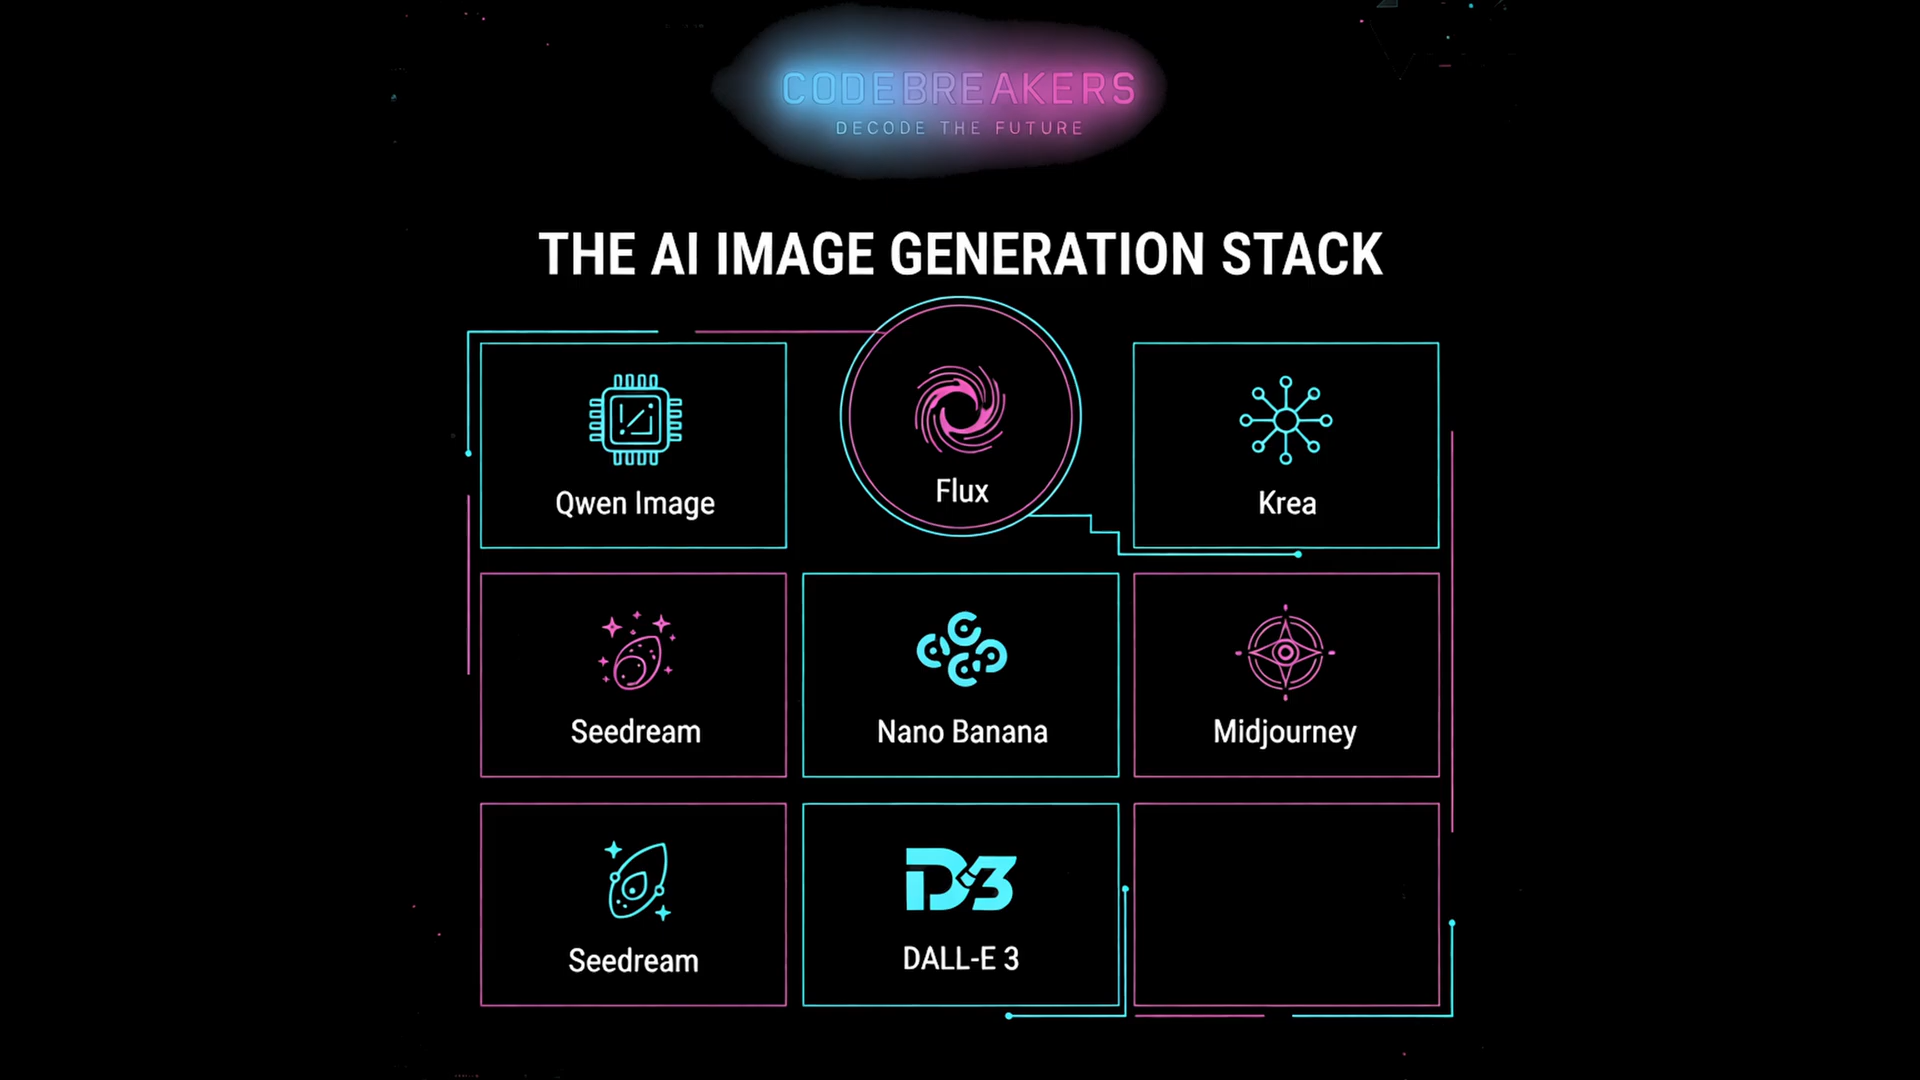 CODEBREAKERS
DECODE THE FUTURE
THE AI IMAGE GENERATION STACK
Qwen Image
Flux
Krea
Seedream
Nano Banana
Midjourney
Seedream
D3
DALL-E 3